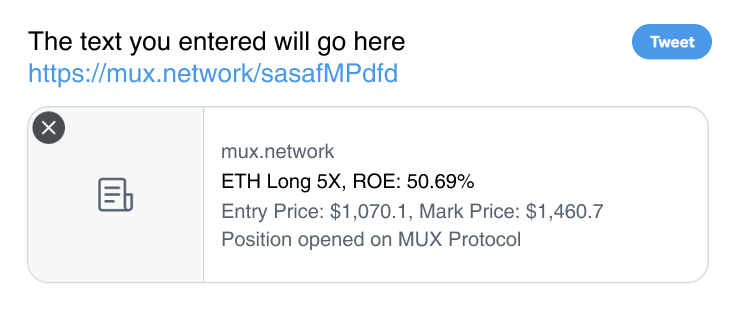 The text you entered will go here
Tweet
https://mux.network/sasafMPdfd
mux.network
ETH Long 5X, ROE: 50.69%
Entry Price: $1,070.1, Mark Price: $1,460.7
Position opened on MUX Protocol